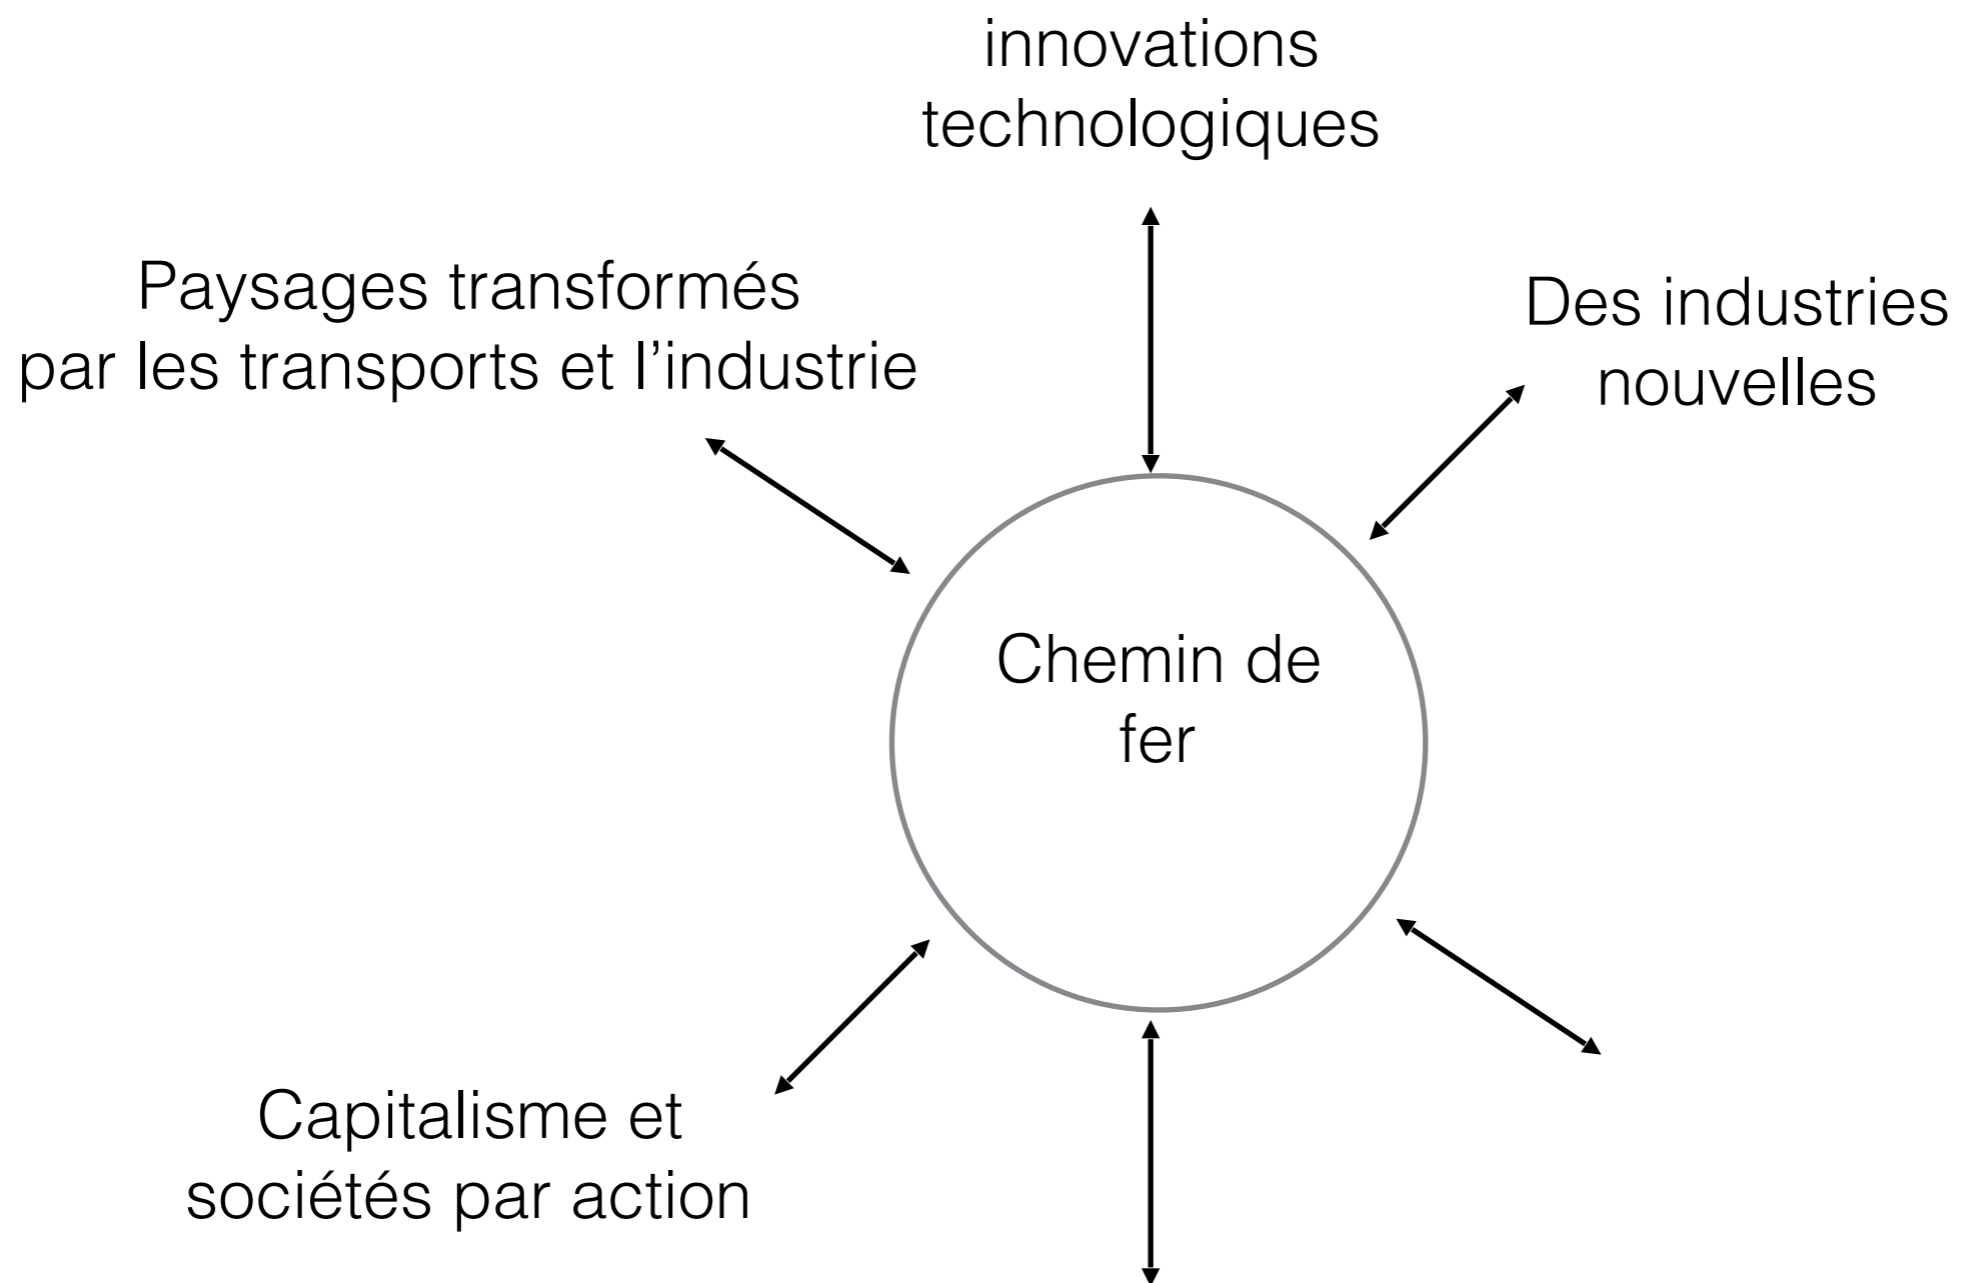 innovations
technologiques
Paysages transformés
par les transports et l’industrie
Des industries
nouvelles
Chemin de
fer
Capitalisme et
sociétés par action